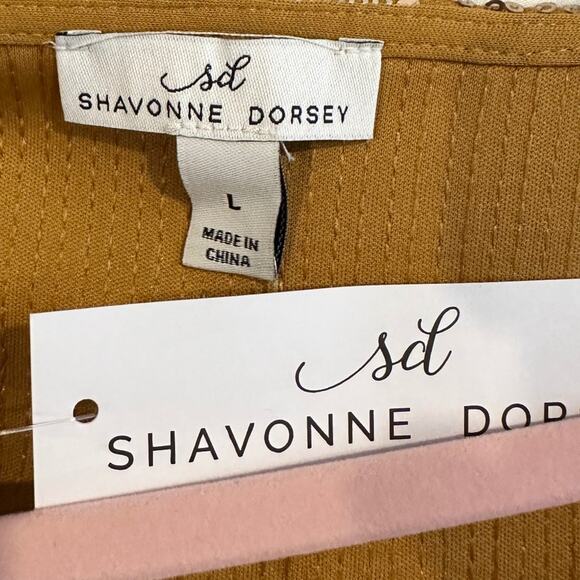 sd
SHAVONNE DORSEY
L
MADE IN
CHINA
sd
SHAVONNE DOR